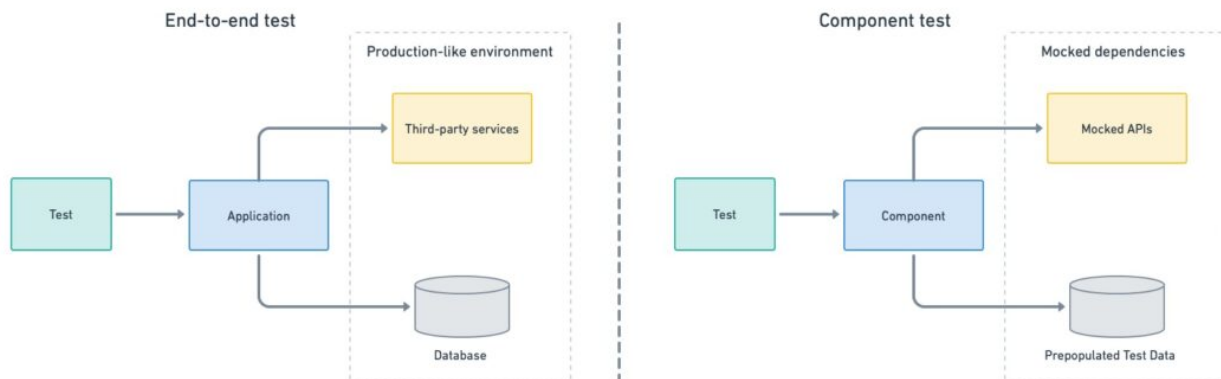 End-to-end test
Production-like environment
Third-party services
Test
Application
Database
Component test
Mocked dependencies
Mocked APIs
Test
Component
Prepopulated Test Data